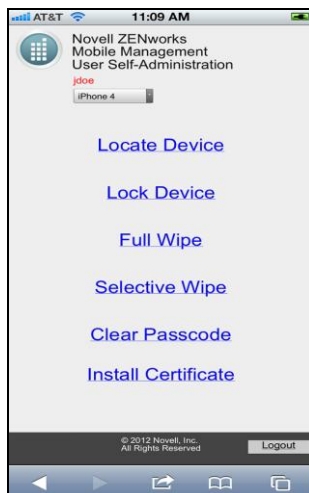 AT&T 11:09 AM
Novell ZENworks
Mobile Management
User Self-Administration
jdoe
iPhone 4
Locate Device
Lock Device
Full Wipe
Selective Wipe
Clear Passcode
Install Certificate
© 2012 Novell, Inc.
All Rights Reserved
Logout